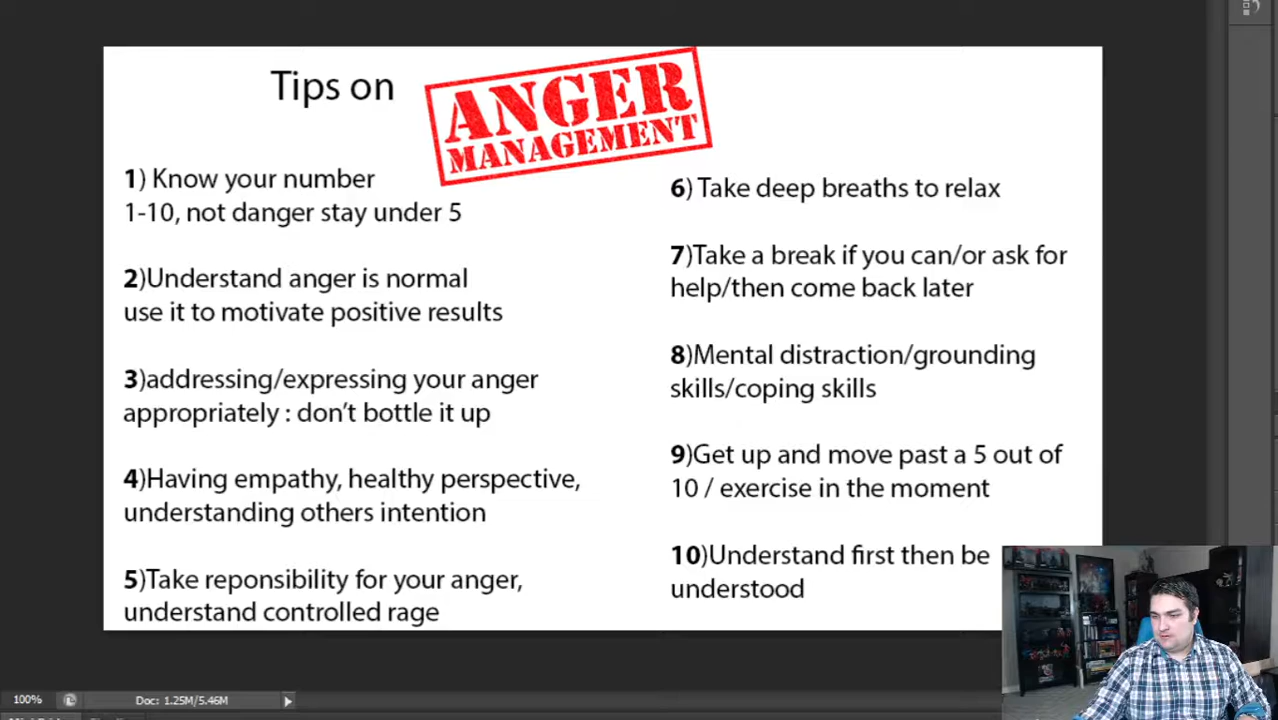 Tips on
ANGER
MANAGEMENT
1) Know your number
1-10, not danger stay under 5
2)Understand anger is normal
use it to motivate positive results
3)addressing/expressing your anger
appropriately : don't bottle it up
4)Having empathy, healthy perspective,
understanding others intention
5)Take reponsibility for your anger,
understand controlled rage
6) Take deep breaths to relax
7)Take a break if you can/or ask for
help/then come back later
8)Mental distraction/grounding
skills/coping skills
9)Get up and move past a 5 out of
10 / exercise in the moment
10)Understand first then be
understood
100%
Doc: 1.25M/5.46M